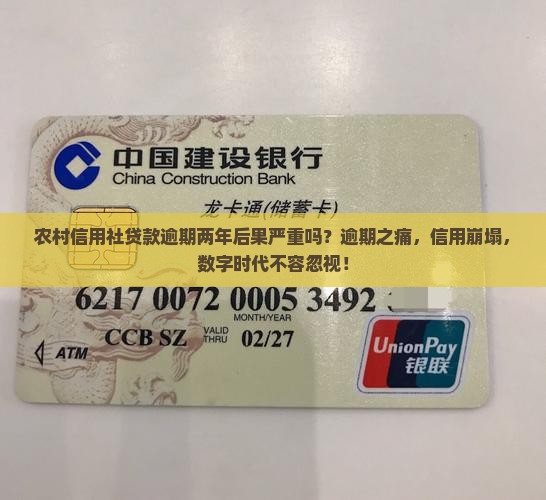 中国建设银行
China Construction Bank
龙卡通(储蓄卡)
农村信用社贷款逾期两年后果严重吗？逾期之痛，信用崩塌，
数字时代不容忽视！
6217 0072 0005 3492
MONTH/YEAR
CCB SZ VALID THRU 02/27
ATM
UnionPay
银联